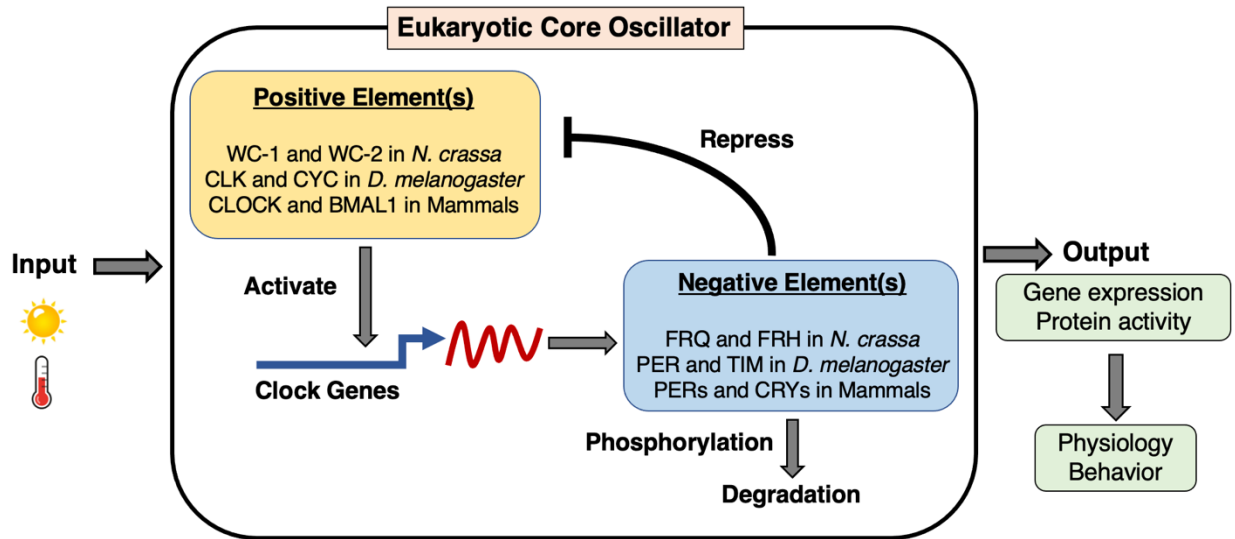 Eukaryotic Core Oscillator
Positive Element(s)
WC-1 and WC-2 in N. crassa
CLK and CYC in D. melanogaster
CLOCK and BMAL1 in Mammals
Repress
Input
Activate
Clock Genes
Negative Element(s)
FRQ and FRH in N. crassa
PER and TIM in D. melanogaster
PERs and CRYs in Mammals
Phosphorylation
Degradation
Output
Gene expression
Protein activity
Physiology
Behavior